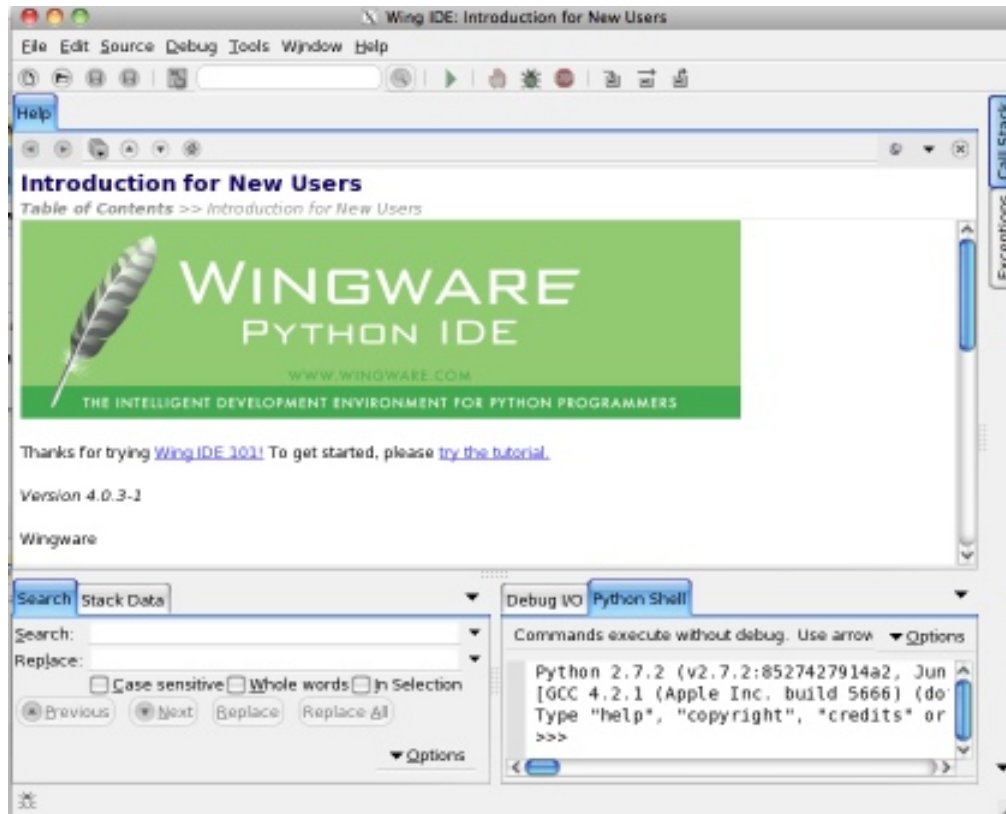 Wing IDE: Introduction for New Users
File Edit Source Debug Tools Window Help
Help
Introduction for New Users
Table of Contents >> Introduction for New Users
WINGWARE
PYTHON IDE
WWW.WINGWARE.COM
THE INTELLIGENT DEVELOPMENT ENVIRONMENT FOR PYTHON PROGRAMMERS
Thanks for trying Wing IDE 101! To get started, please try the tutorial.
Version 4.0.3-1
Wingware
Call Stack
Exceptions
Search Stack Data
Search:
Replace:
Case sensitive Whole words In Selection
Previous Next Replace Replace All
Options
Debug I/O Python Shell
Commands execute without debug. Use arrow Options
Python 2.7.2 (v2.7.2:8527427914a2, Jun
[GCC 4.2.1 (Apple Inc. build 5666) (do
Type "help", "copyright", "credits" or
>>>